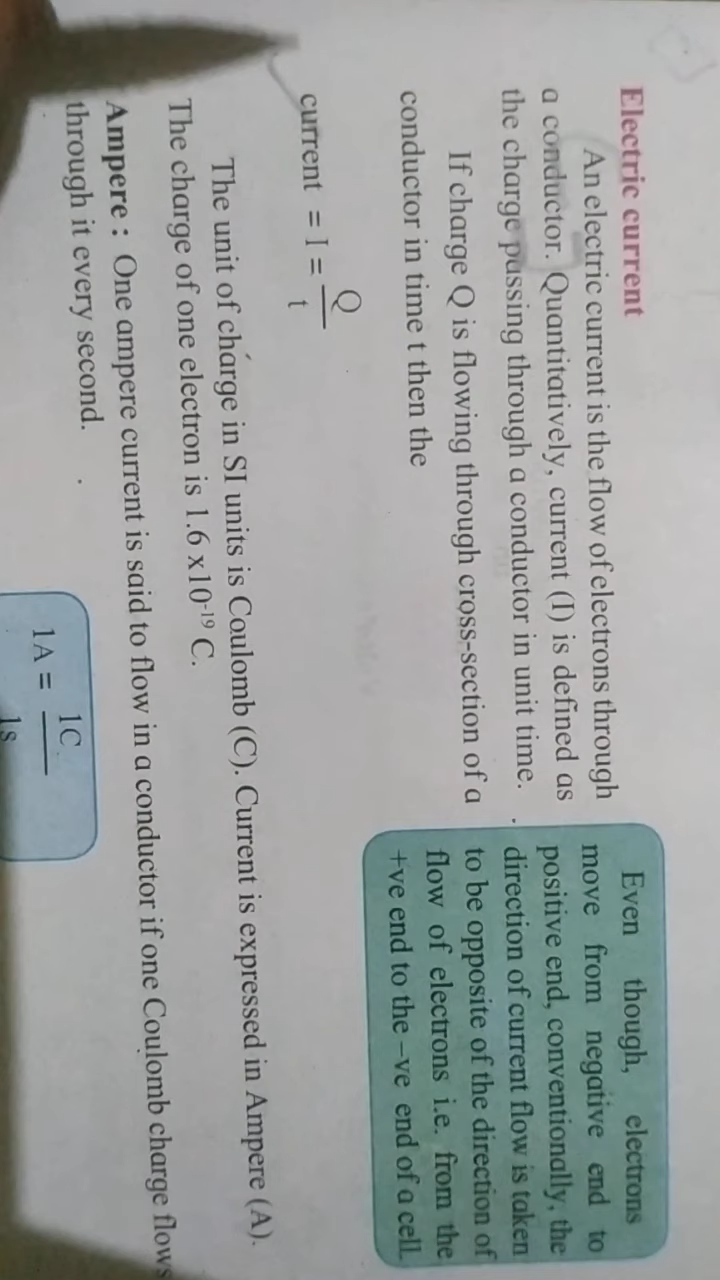 Electric current
An electric current is the flow of electrons through
a conductor. Quantitatively, current (I) is defined as
the charge passing through a conductor in unit time.
If charge Q is flowing through cross-section of a
conductor in time t then the
current = I = Q
t
Even though, electrons
move from negative end to
positive end, conventionally, the
direction of current flow is taken
to be opposite of the direction of
flow of electrons i.e. from the
+ve end to the –ve end of a cell.
The unit of charge in SI units is Coulomb (C). Current is expressed in Ampere (A).
The charge of one electron is 1.6 x10⁻¹⁹ C.
Ampere : One ampere current is said to flow in a conductor if one Coulomb charge flows
through it every second.
1A = 1C
1s